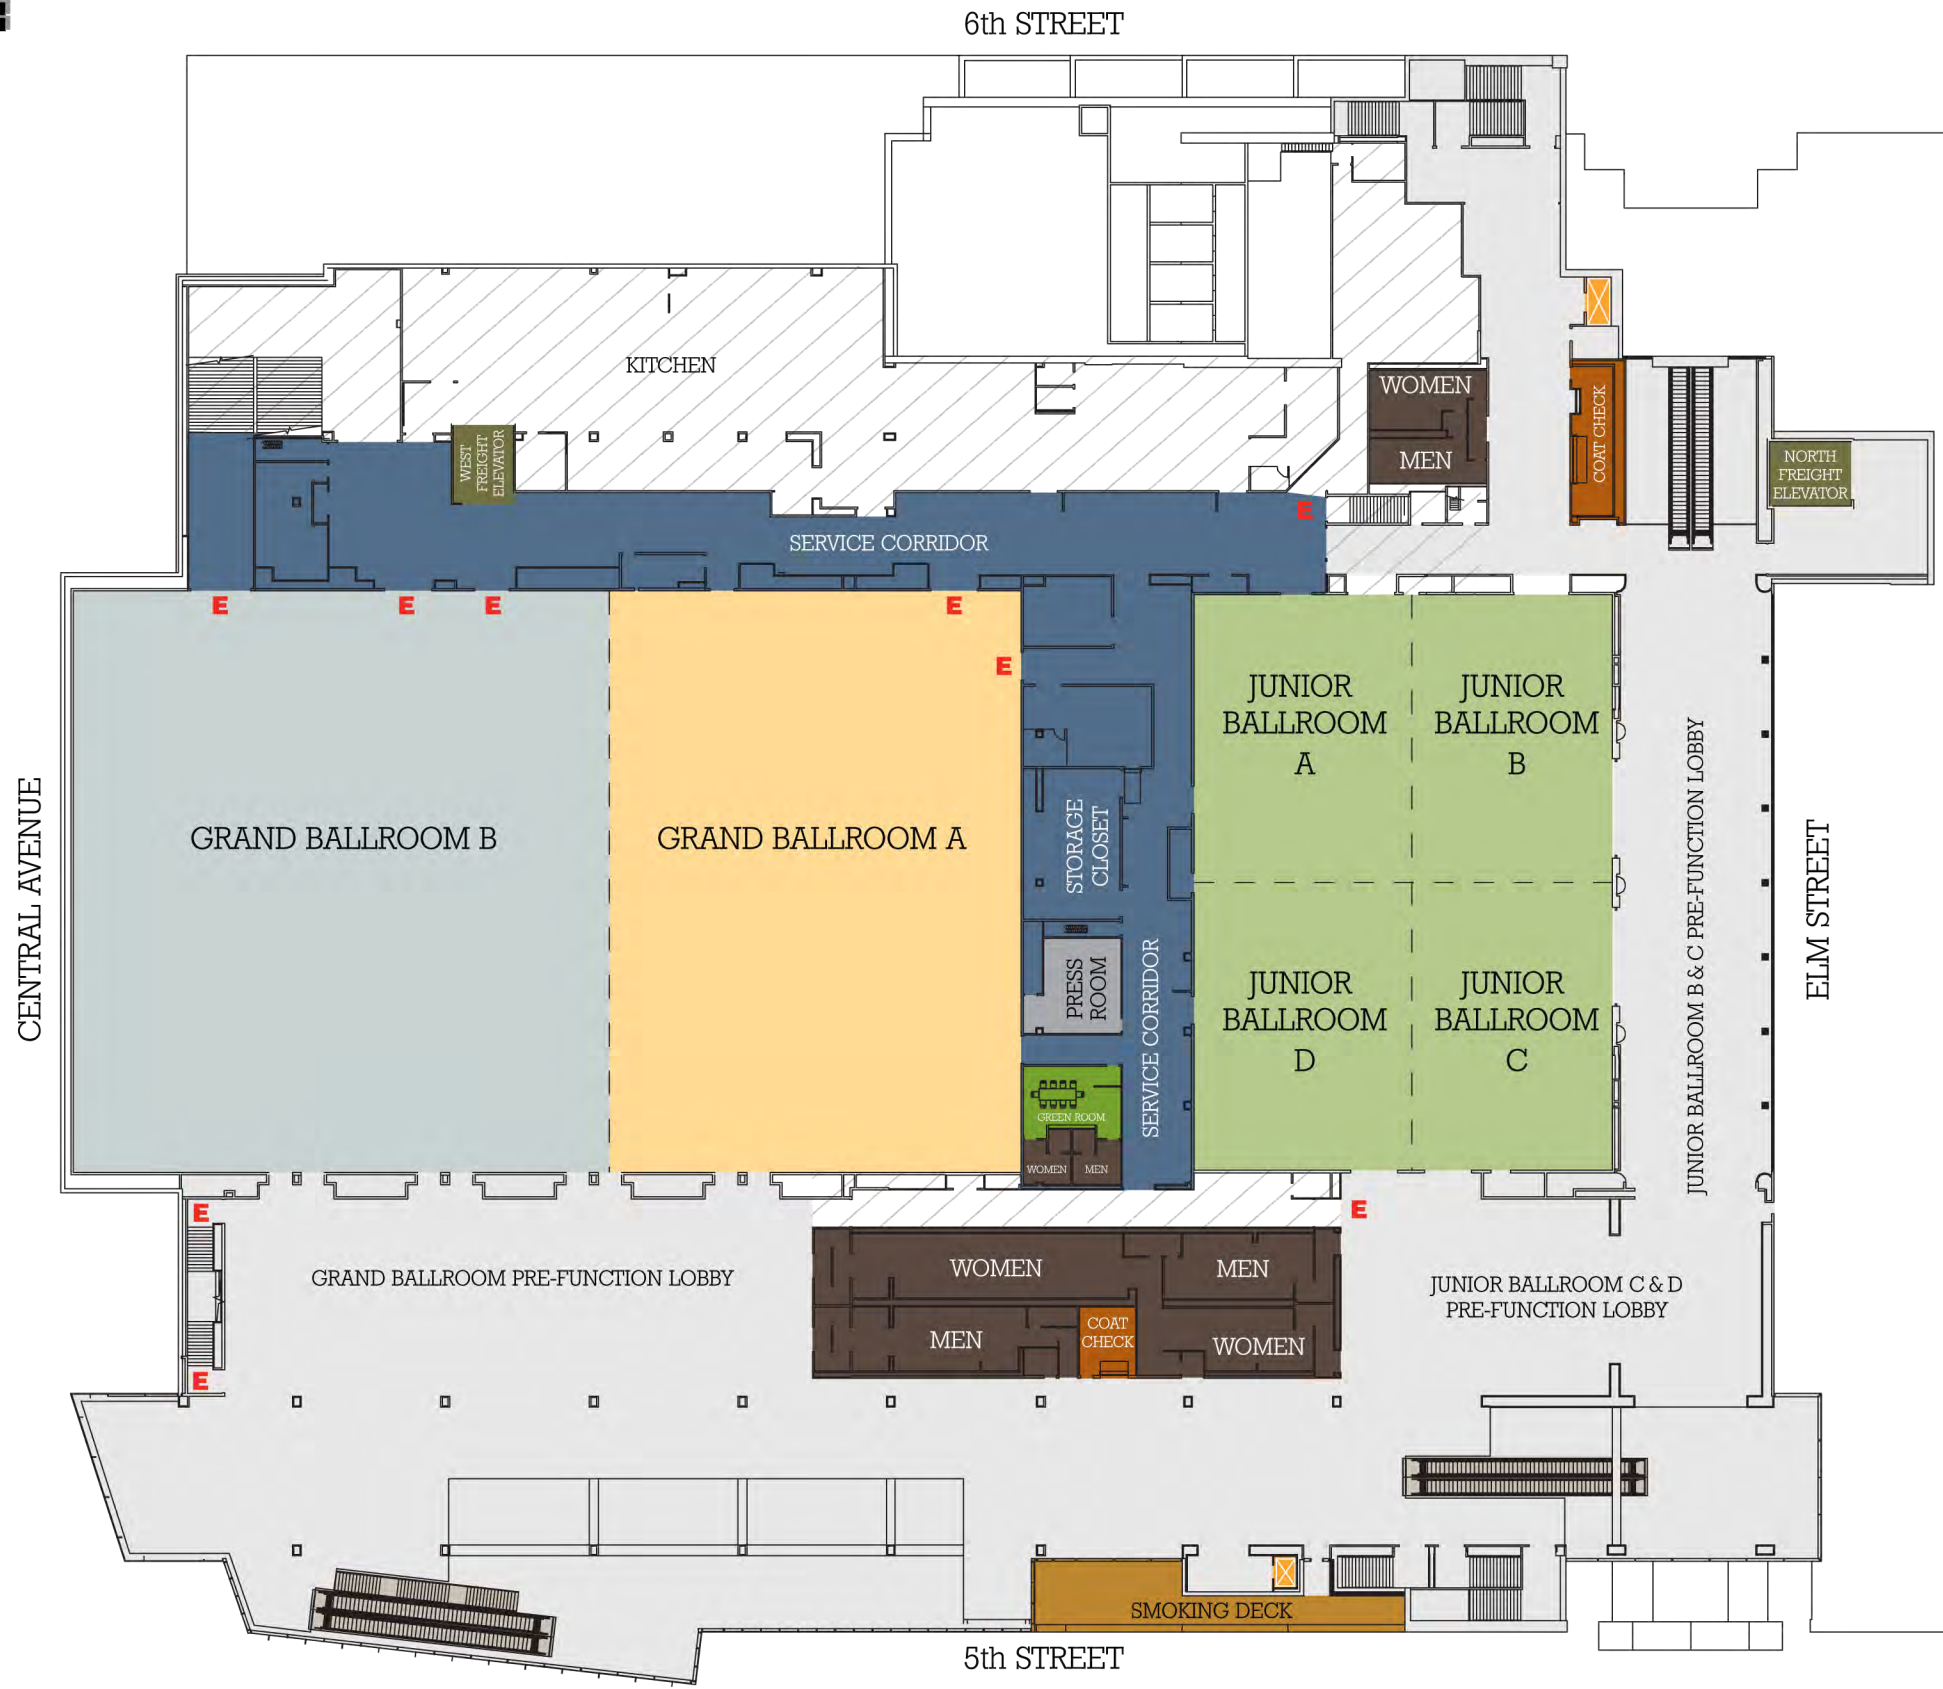 6th STREET
KITCHEN
WOMEN
MEN
COAT CHECK
WEST
FREIGHT
ELEVATOR
NORTH
FREIGHT
ELEVATOR
E
SERVICE CORRIDOR
E
E
E
E
E
JUNIOR
BALLROOM
A
JUNIOR
BALLROOM
B
GRAND BALLROOM B
GRAND BALLROOM A
STORAGE
CLOSET
CENTRAL AVENUE
JUNIOR BALLROOM B & C PRE-FUNCTION LOBBY
ELM STREET
PRESS
ROOM
SERVICE CORRIDOR
JUNIOR
BALLROOM
D
JUNIOR
BALLROOM
C
GREEN ROOM
WOMEN
MEN
E
E
GRAND BALLROOM PRE-FUNCTION LOBBY
WOMEN
MEN
JUNIOR BALLROOM C & D
PRE-FUNCTION LOBBY
MEN
COAT
CHECK
WOMEN
E
SMOKING DECK
5th STREET